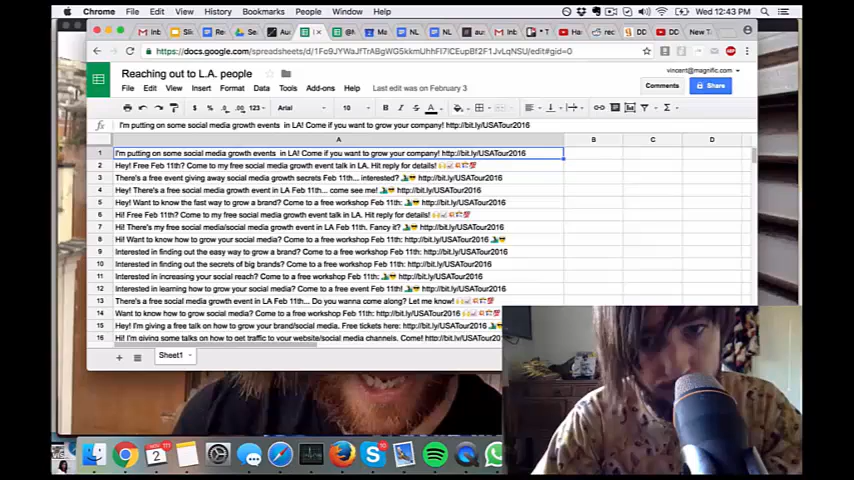 History Bookmarks People Window Help
Wed 12:43 PM
https://docs.google.com/spreadsheets/d/1Fo9JYWaJfTrABgWG5kkmUhhFI7ICEupBf2F1JvLqNSU/edit#gid=0
Reaching out to L.A. people
vincent@magnific.com
File Edit View Insert Format Data Tools Add-ons Help Last edit was on February 3
Comments Share
$ % .0 .00 123 Arial 10 B I S A
fx I'm putting on some social media growth events in LA! Come if you want to grow your company! http://bit.ly/USATour2016
A B C D
1 I'm putting on some social media growth events in LA! Come if you want to grow your company! http://bit.ly/USATour2016
2 Hey! Free Feb 11th? Come to my free social media growth event talk in LA. Hit reply for details!
3 There's a free event giving away social media growth secrets Feb 11th... interested? http://bit.ly/USATour2016
4 Hey! There's a free social media growth event in LA Feb 11th... come see me! http://bit.ly/USATour2016
5 Hey! Want to know the fast way to grow a brand? Come to a free workshop Feb 11th: http://bit.ly/USATour2016
6 Hi! Free Feb 11th? Come to my free social media growth event talk in LA. Hit reply for details!
7 Hi! There's my free social media/social media growth event in LA Feb 11th. Fancy it? http://bit.ly/USATour2016
8 Hi! Want to know how to grow your social media? Come to a free workshop Feb 11th: http://bit.ly/USATour2016
9 Interested in finding out the easy way to grow a brand? Come to a free workshop Feb 11th: http://bit.ly/USATour2016
10 Interested in finding out the secrets of big brands? Come to a free workshop Feb 11th: http://bit.ly/USATour2016
11 Interested in increasing your social reach? Come to a free workshop Feb 11th: http://bit.ly/USATour2016
12 Interested in learning how to grow your social media? Come to a free event Feb 11th! http://bit.ly/USATour2016
13 There's a free social media growth event in LA Feb 11th... Do you wanna come along? Let me know!
14 Want to know how to grow social media? Come to a free workshop Feb 11th: http://bit.ly/USATour2016
15 Hey! I'm giving a free talk on how to grow your brand/social media. Free tickets here: http://bit.ly/USATour2016
16 Hi! I'm giving some talks on how to get traffic to your website/social media channels. Come! http://bit.ly/USATour20
Sheet1
2